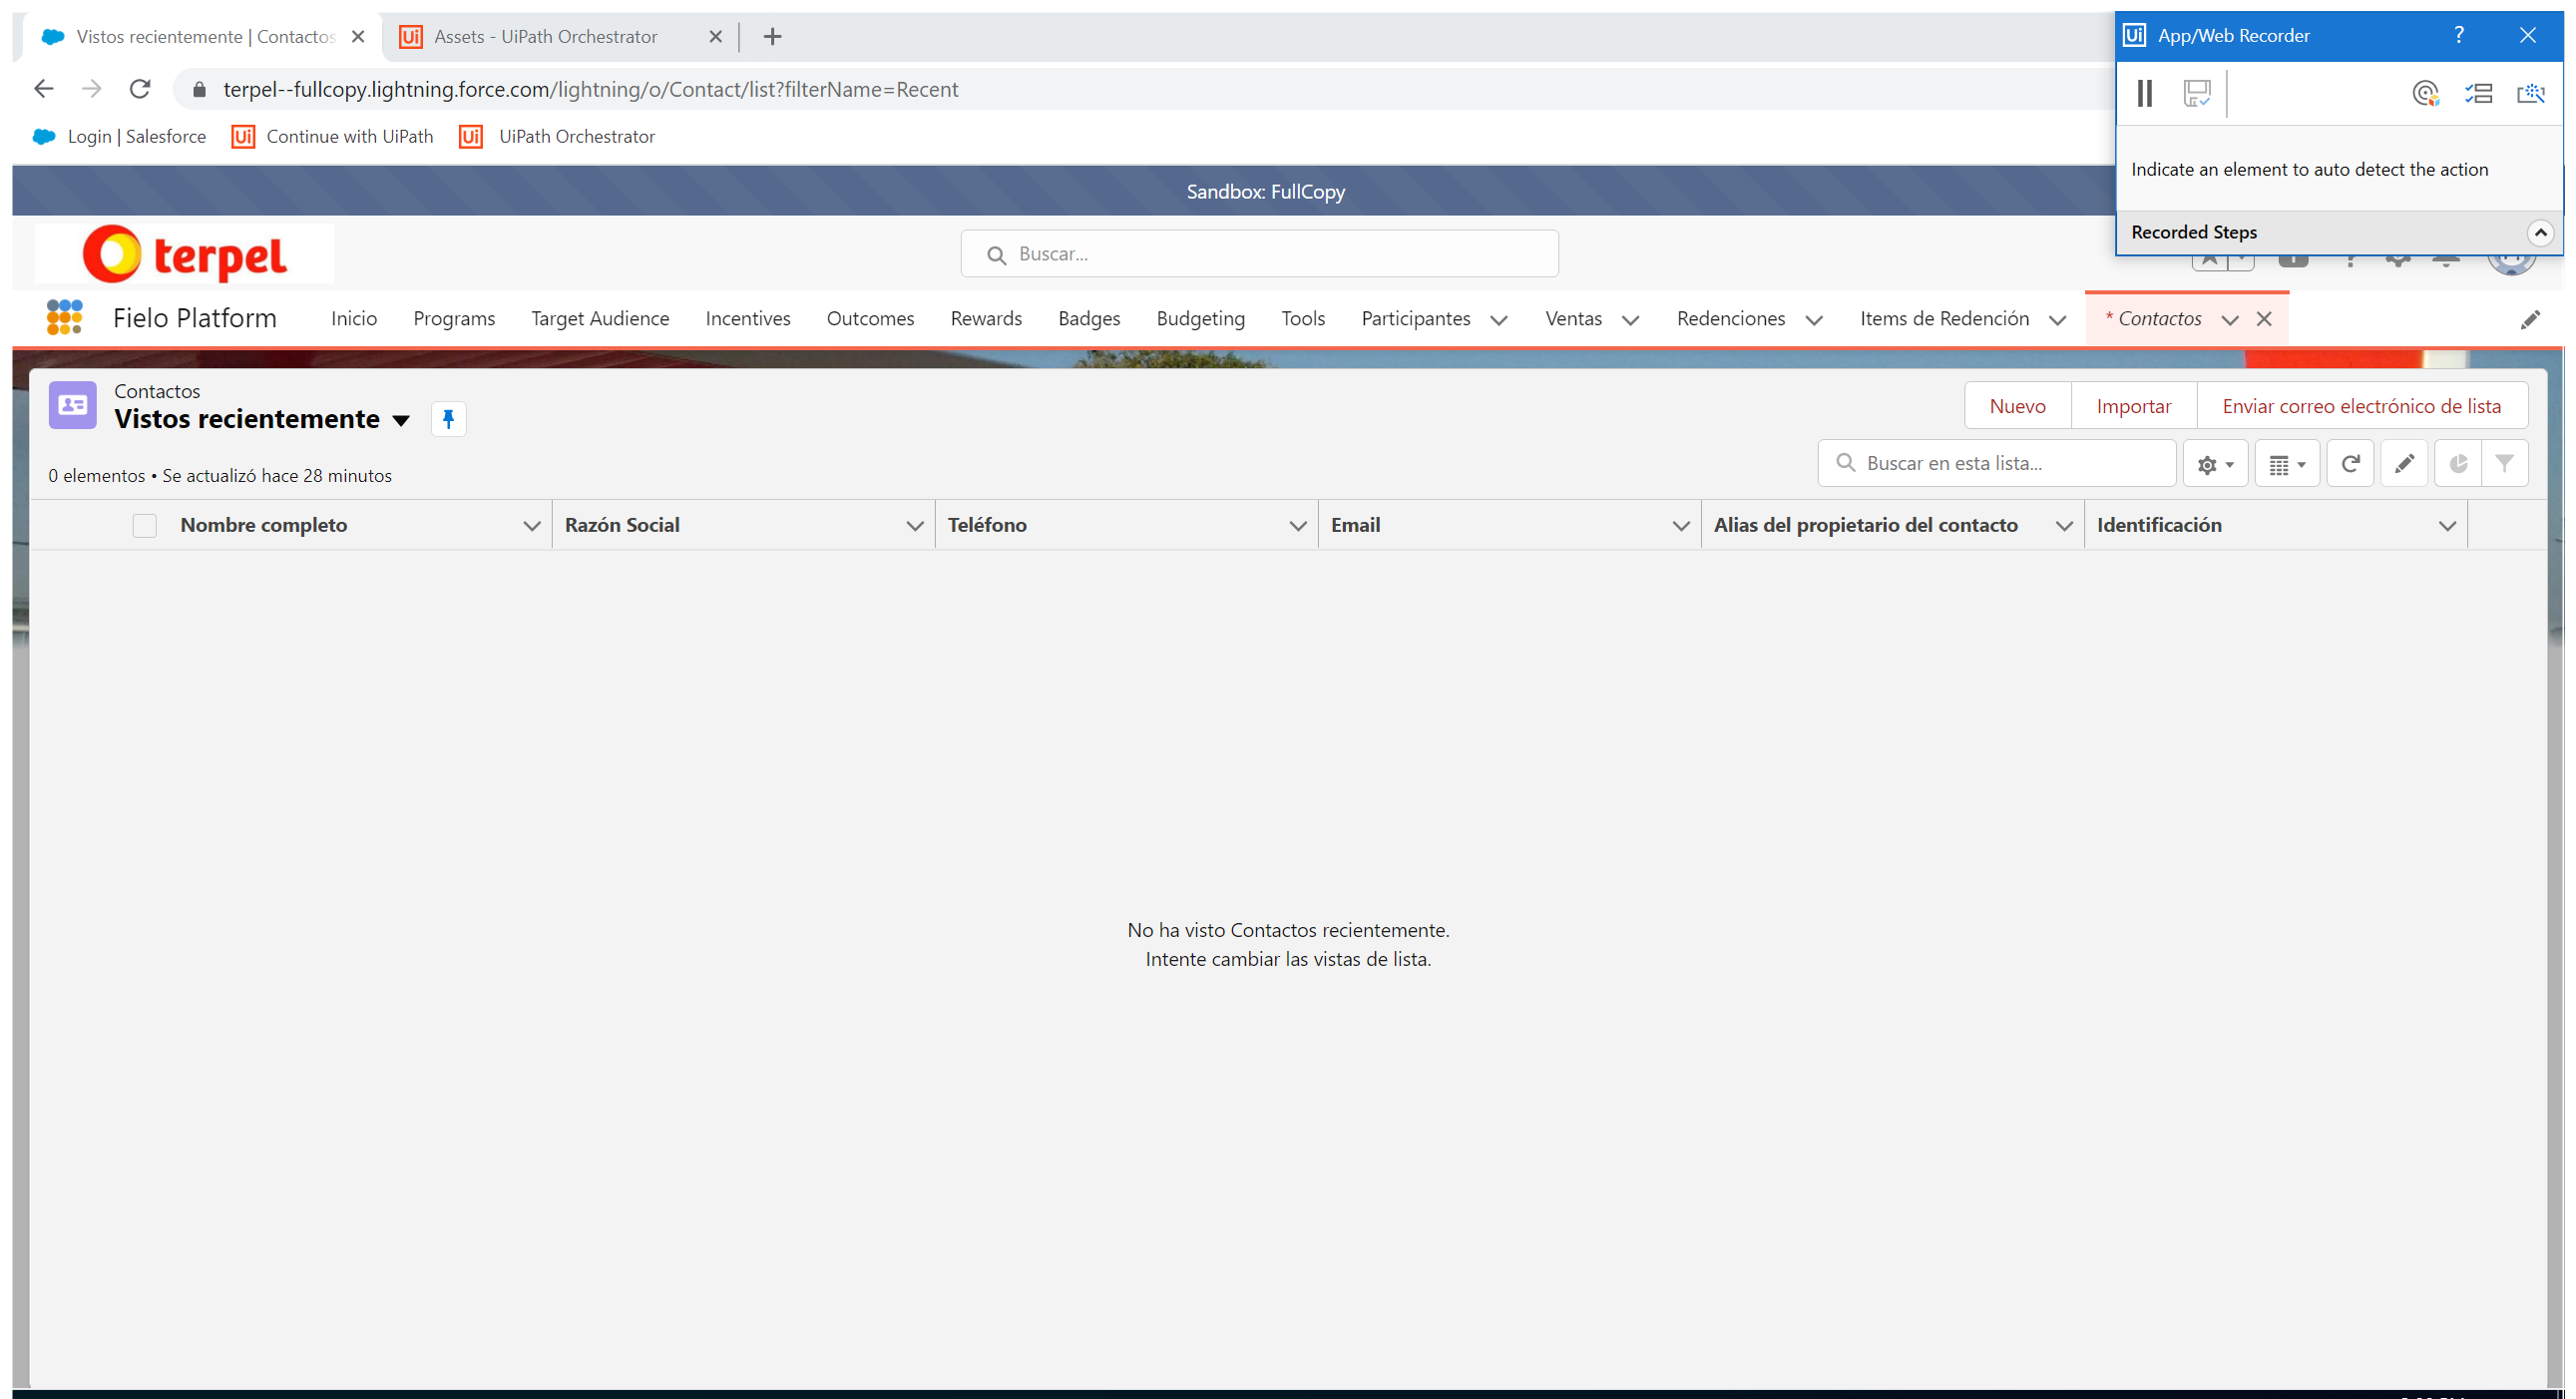 Vistos recientemente | Contactos
Assets - UiPath Orchestrator
App/Web Recorder
terpel--fullcopy.lightning.force.com/lightning/o/Contact/list?filterName=Recent
Login | Salesforce
Continue with UiPath
UiPath Orchestrator
Indicate an element to auto detect the action
Recorded Steps
Sandbox: FullCopy
terpel
Buscar...
Fielo Platform
Inicio
Programs
Target Audience
Incentives
Outcomes
Rewards
Badges
Budgeting
Tools
Participantes
Ventas
Redenciones
Items de Redención
* Contactos
Contactos
Vistos recientemente
Nuevo
Importar
Enviar correo electrónico de lista
0 elementos • Se actualizó hace 28 minutos
Buscar en esta lista...
Nombre completo
Razón Social
Teléfono
Email
Alias del propietario del contacto
Identificación
No ha visto Contactos recientemente.
Intente cambiar las vistas de lista.